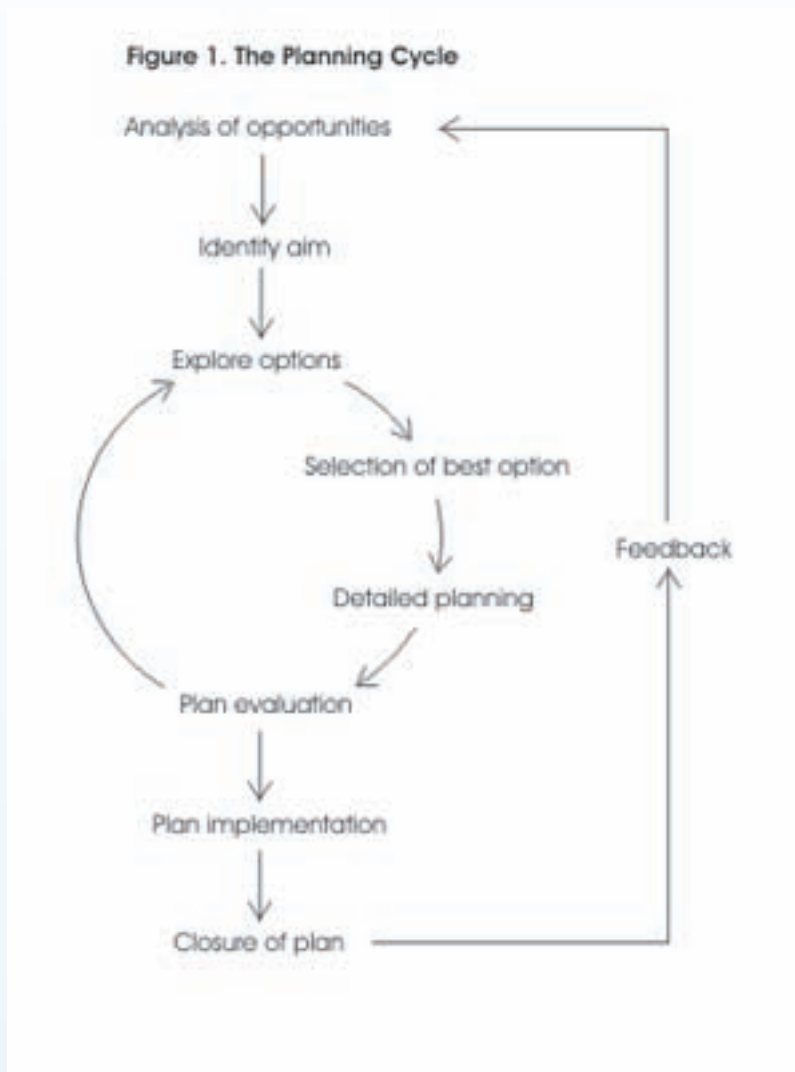 Figure 1. The Planning Cycle
Analysis of opportunities
Identify aim
Explore options
Selection of best option
Feedback
Detailed planning
Plan evaluation
Plan implementation
Closure of plan